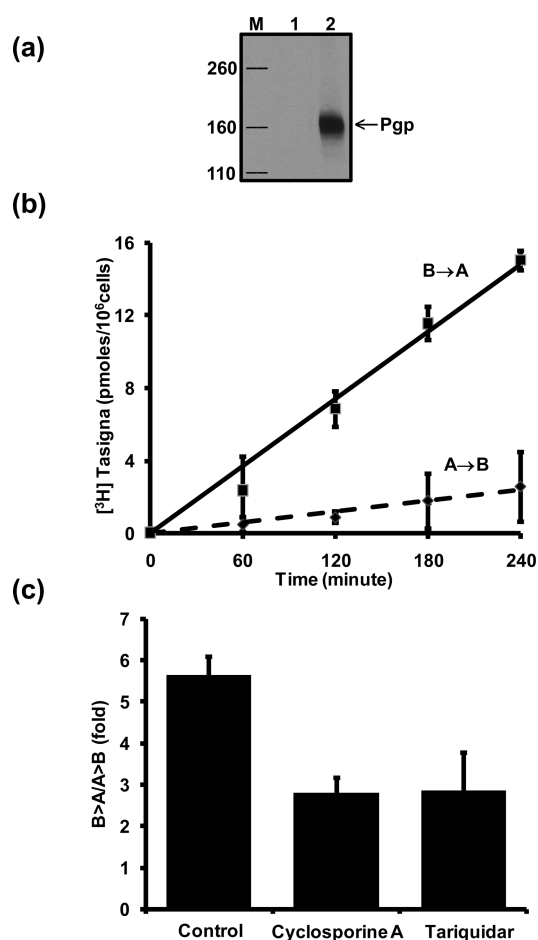 (a)
M 1 2
260
160
110
←Pgp
(b)
[³H] Tasigna (pmoles/10⁶cells)
16
12
8
4
0
B→A
A→B
0 60 120 180 240
Time (minute)
(c)
B>A/A>B (fold)
7
6
5
4
3
2
1
0
Control Cyclosporine A Tariquidar